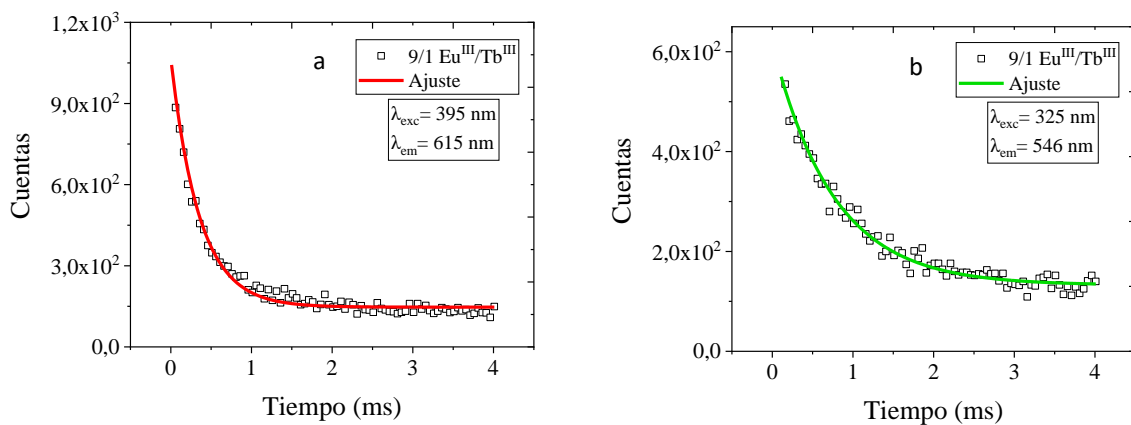 1,2x10³
9,0x10²
6,0x10²
3,0x10²
0,0
0
1
2
3
4
Tiempo (ms)
Cuentas
a
9/1 Eu^III/Tb^III
Ajuste
λexc= 395 nm
λem = 615 nm
6,0x10²
4,0x10²
2,0x10²
0,0
0
1
2
3
4
Tiempo (ms)
Cuentas
b
9/1 Eu^III/Tb^III
Ajuste
λexc= 325 nm
λem = 546 nm